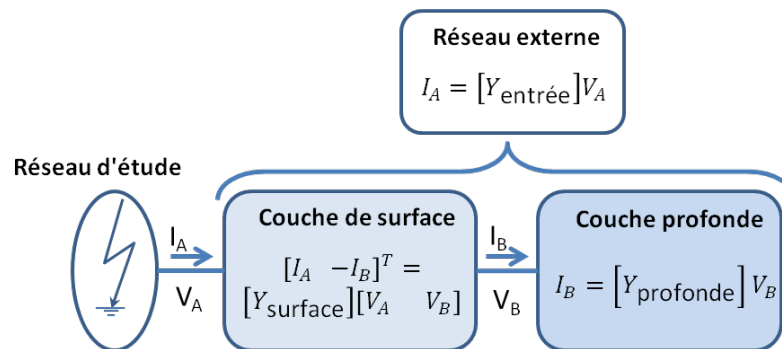 Réseau externe
I_A = [Y_entrée]V_A
Réseau d'étude
Couche de surface
Couche profonde
I_A
I_B
[I_A  -I_B]^T =
[Y_surface][V_A  V_B]
I_B = [Y_profonde] V_B
V_A
V_B